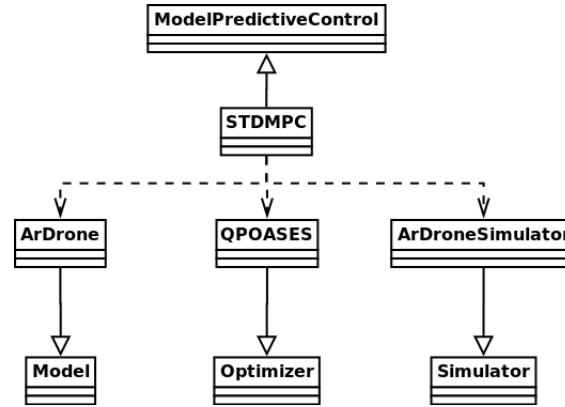 ModelPredictiveControl
STDMPC
ArDrone
QPOASES
ArDroneSimulator
Model
Optimizer
Simulator